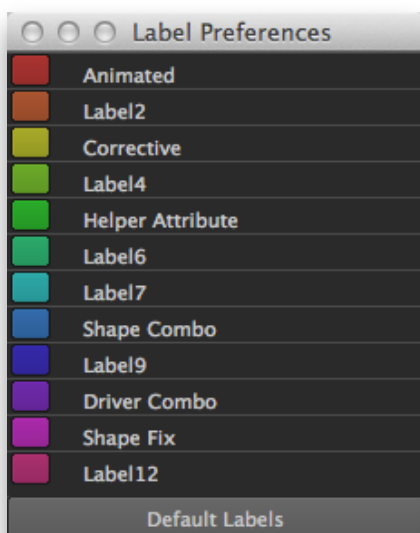 Label Preferences
Animated
Label2
Corrective
Label4
Helper Attribute
Label6
Label7
Shape Combo
Label9
Driver Combo
Shape Fix
Label12
Default Labels